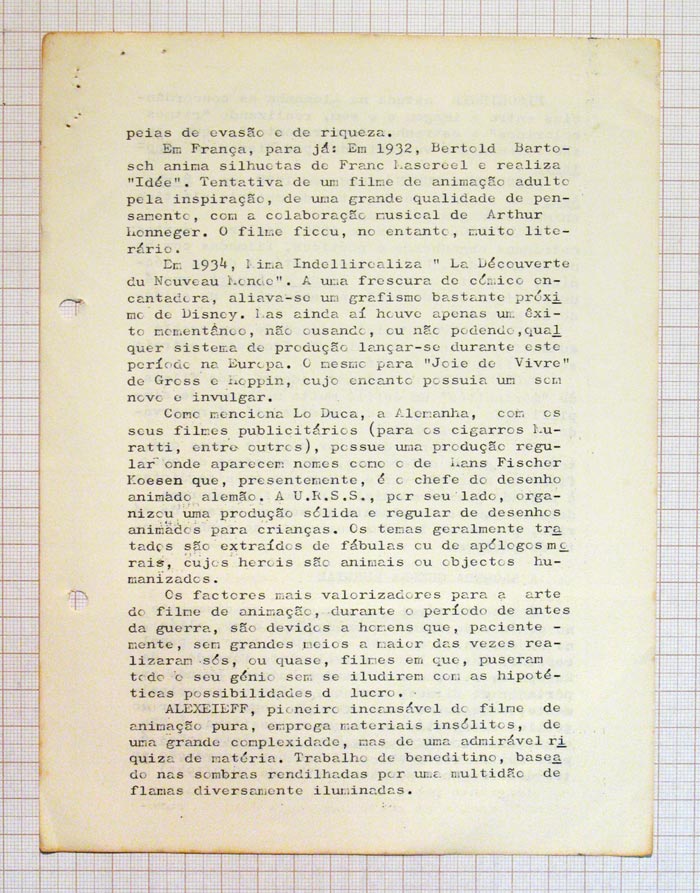 peias de evasão e de riqueza.
Em França, para já: Em 1932, Bertold Barto-
sch anima silhuetas de Franc Masereel e realiza
"Idée". Tentativa de um filme de animação adulto
pela inspiração, de uma grande qualidade de pen-
samento, com a colaboração musical de Arthur
Honneger. O filme ficou, no entanto, muito lite-
rário.
Em 1934, Mima Indellirealiza " La Découverte
du Nouveau Monde". A uma frescura de cómico en-
cantadora, aliava-se um grafismo bastante próxi
mo de Disney. Mas ainda aí houve apenas um êxi-
to momentâneo, não ousando, ou não podendo,qual
quer sistema de produção lançar-se durante este
período na Europa. O mesmo para "Joie de Vivre"
de Gross e Hoppin, cujo encanto possuia um som
novo e invulgar.
Como menciona Lo Duca, a Alemanha, com os
seus filmes publicitários (para os cigarros Mu-
ratti, entre outros), possue uma produção regu-
lar onde aparecem nomes como o de Hans Fischer
Koesen que, presentemente, é o chefe do desenho
animado alemão. A U.R.S.S., por seu lado, orga-
nizou uma produção sólida e regular de desenhos
animados para crianças. Os temas geralmente tra
tados são extraídos de fábulas ou de apólogos mo
rais, cujos herois são animais ou objectos hu-
manizados.
Os factores mais valorizadores para a arte
do filme de animação, durante o período de antes
da guerra, são devidos a homens que, paciente -
mente, sem grandes meios a maior das vezes rea-
lizaram sós, ou quase, filmes em que, puseram
todo o seu génio sem se iludirem com as hipoté-
ticas possibilidades d lucro.
ALEXEIEFF, pioneiro incansável do filme de
animação pura, emprega materiais insólitos, de
uma grande complexidade, mas de uma admirável ri
quiza de matéria. Trabalho de beneditino, basea
do nas sombras rendilhadas por uma multidão de
flamas diversamente iluminadas.